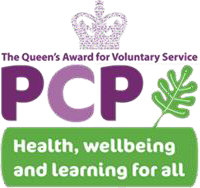 The Queen's Award for Voluntary Service
PCP
Health, wellbeing
and learning for all